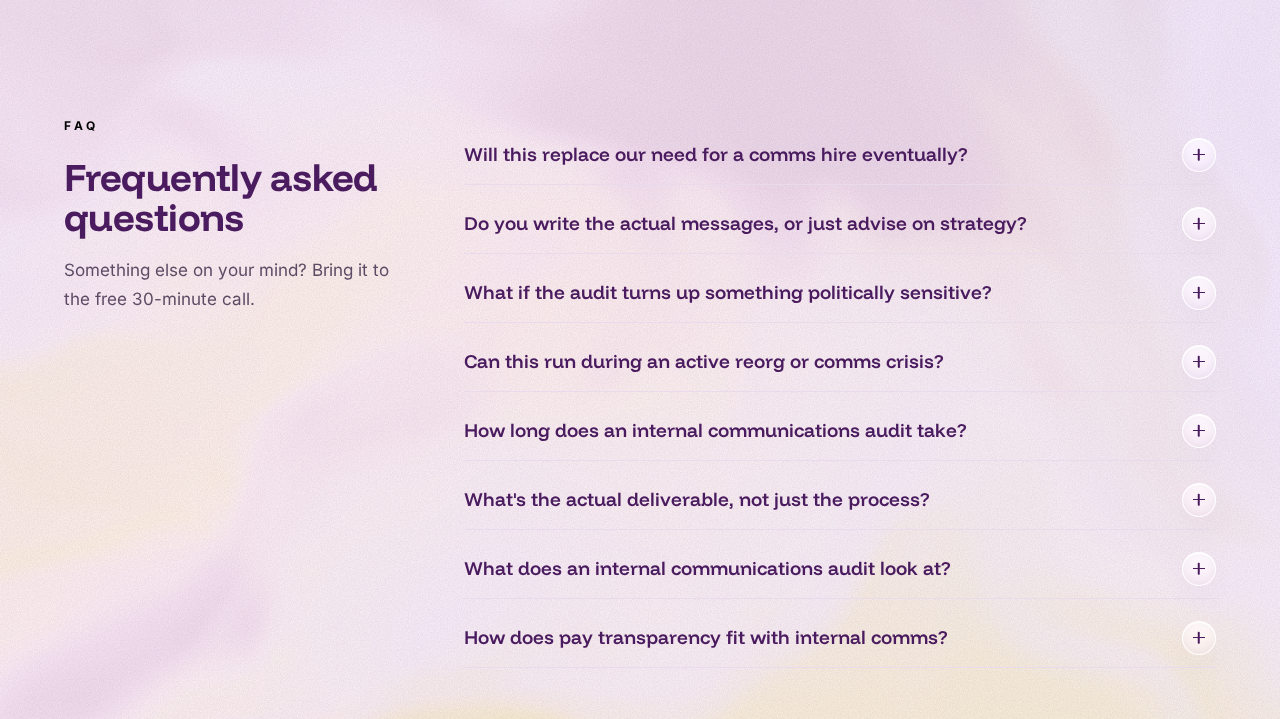 FAQ
Frequently asked
questions
Something else on your mind? Bring it to
the free 30-minute call.
Will this replace our need for a comms hire eventually?
Do you write the actual messages, or just advise on strategy?
What if the audit turns up something politically sensitive?
Can this run during an active reorg or comms crisis?
How long does an internal communications audit take?
What's the actual deliverable, not just the process?
What does an internal communications audit look at?
How does pay transparency fit with internal comms?